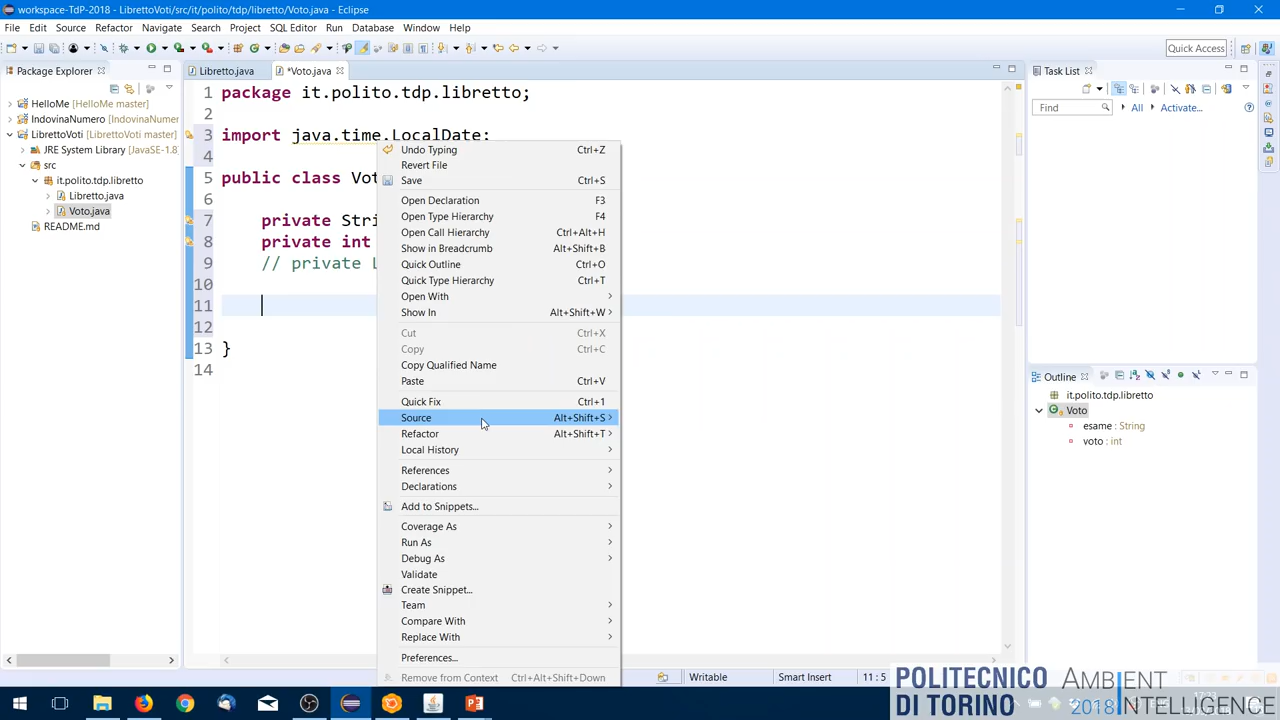 workspace-TdP-2018 - LibrettoVoti/src/it/polito/tdp/libretto/Voto.java - Eclipse
File Edit Source Refactor Navigate Search Project SQL Editor Run Database Window Help
Quick Access
Package Explorer
HelloMe [HelloMe master]
IndovinaNumero [IndovinaNumer
LibrettoVoti [LibrettoVoti master]
JRE System Library [JavaSE-1.8]
src
it.polito.tdp.libretto
Libretto.java
Voto.java
README.md
Libretto.java
*Voto.java
1 package it.polito.tdp.libretto;
2
3 import java.time.LocalDate;
4
5 public class Vot
6
7 private Stri
8 private int
9 // private L
10
11
12
13 }
14
Undo Typing Ctrl+Z
Revert File
Save Ctrl+S
Open Declaration F3
Open Type Hierarchy F4
Open Call Hierarchy Ctrl+Alt+H
Show in Breadcrumb Alt+Shift+B
Quick Outline Ctrl+O
Quick Type Hierarchy Ctrl+T
Open With
Show In Alt+Shift+W
Cut Ctrl+X
Copy Ctrl+C
Copy Qualified Name
Paste Ctrl+V
Quick Fix Ctrl+1
Source Alt+Shift+S
Refactor Alt+Shift+T
Local History
References
Declarations
Add to Snippets...
Coverage As
Run As
Debug As
Validate
Create Snippet...
Team
Compare With
Replace With
Preferences...
Remove from Context Ctrl+Alt+Shift+Down
Task List
Find All Activate...
Outline
it.polito.tdp.libretto
Voto
esame : String
voto : int
Writable Smart Insert 11 : 5
POLITECNICO DI TORINO
AMBIENT INTELLIGENCE
2018